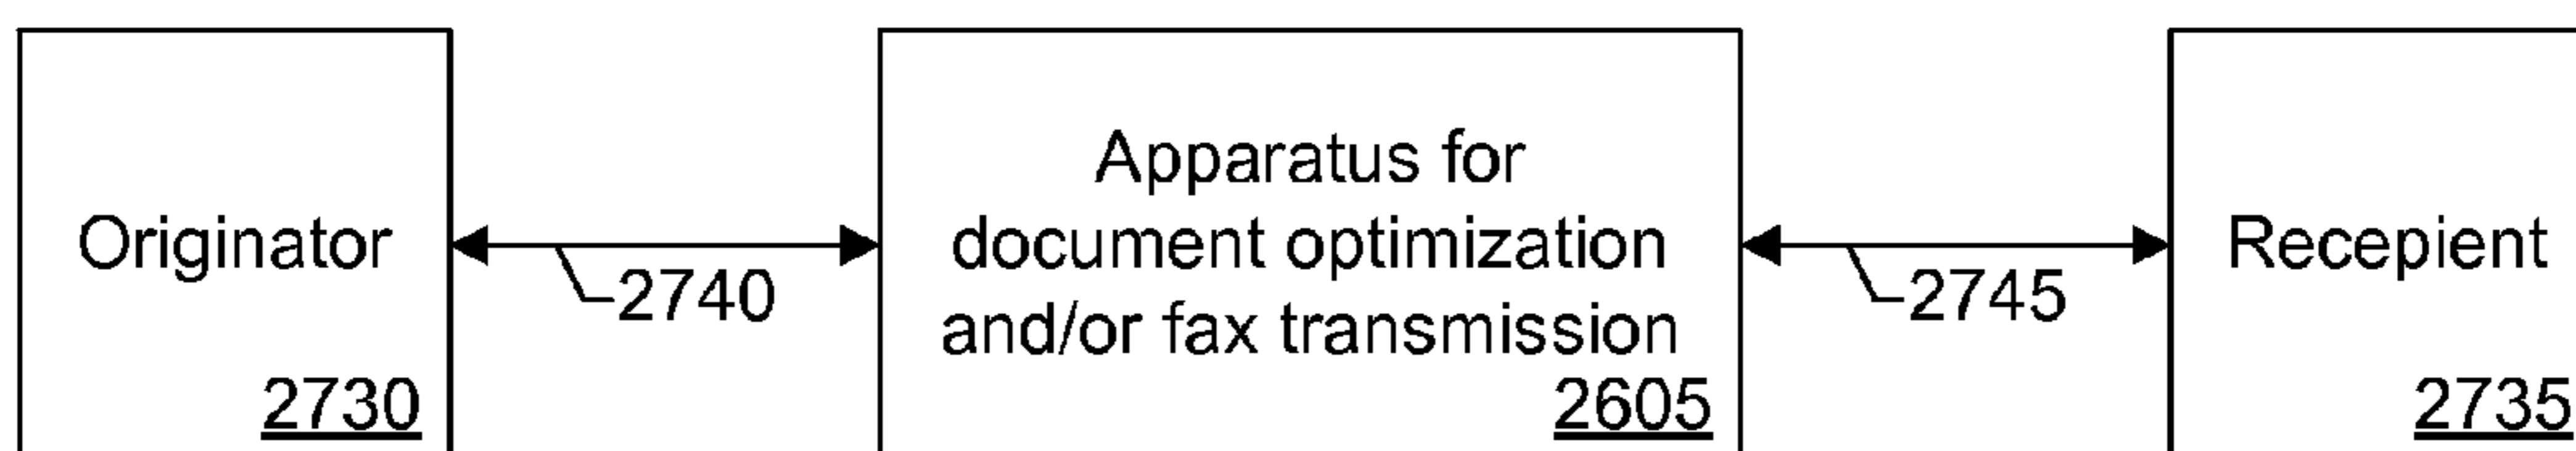 Originator
2730
2740
Apparatus for
document optimization
and/or fax transmission
2605
2745
Recepient
2735